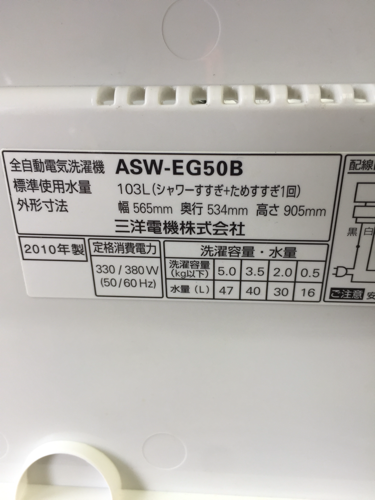 全自動電気洗濯機 ASW-EG50B
標準使用水量 103L(シャワーすすぎ+ためすすぎ1回)
外形寸法 幅 565mm 奥行 534mm 高さ 905mm
三洋電機株式会社
2010年製 定格消費電力 330/380W (50/60Hz)
洗濯容量・水量
洗濯容量(kg以下) 5.0 3.5 2.0 0.5
水量(L) 47 40 30 16
配線
黒 白
ご注意 安